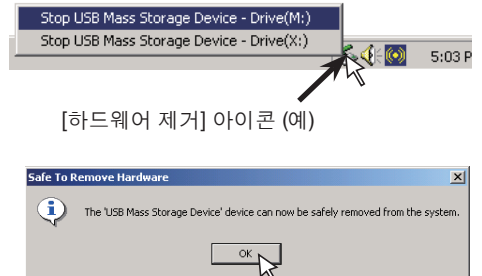 Stop USB Mass Storage Device - Drive(M:)
Stop USB Mass Storage Device - Drive(X:)
5:03 P
[하드웨어 제거] 아이콘 (예)
Safe To Remove Hardware
The 'USB Mass Storage Device' device can now be safely removed from the system.
OK